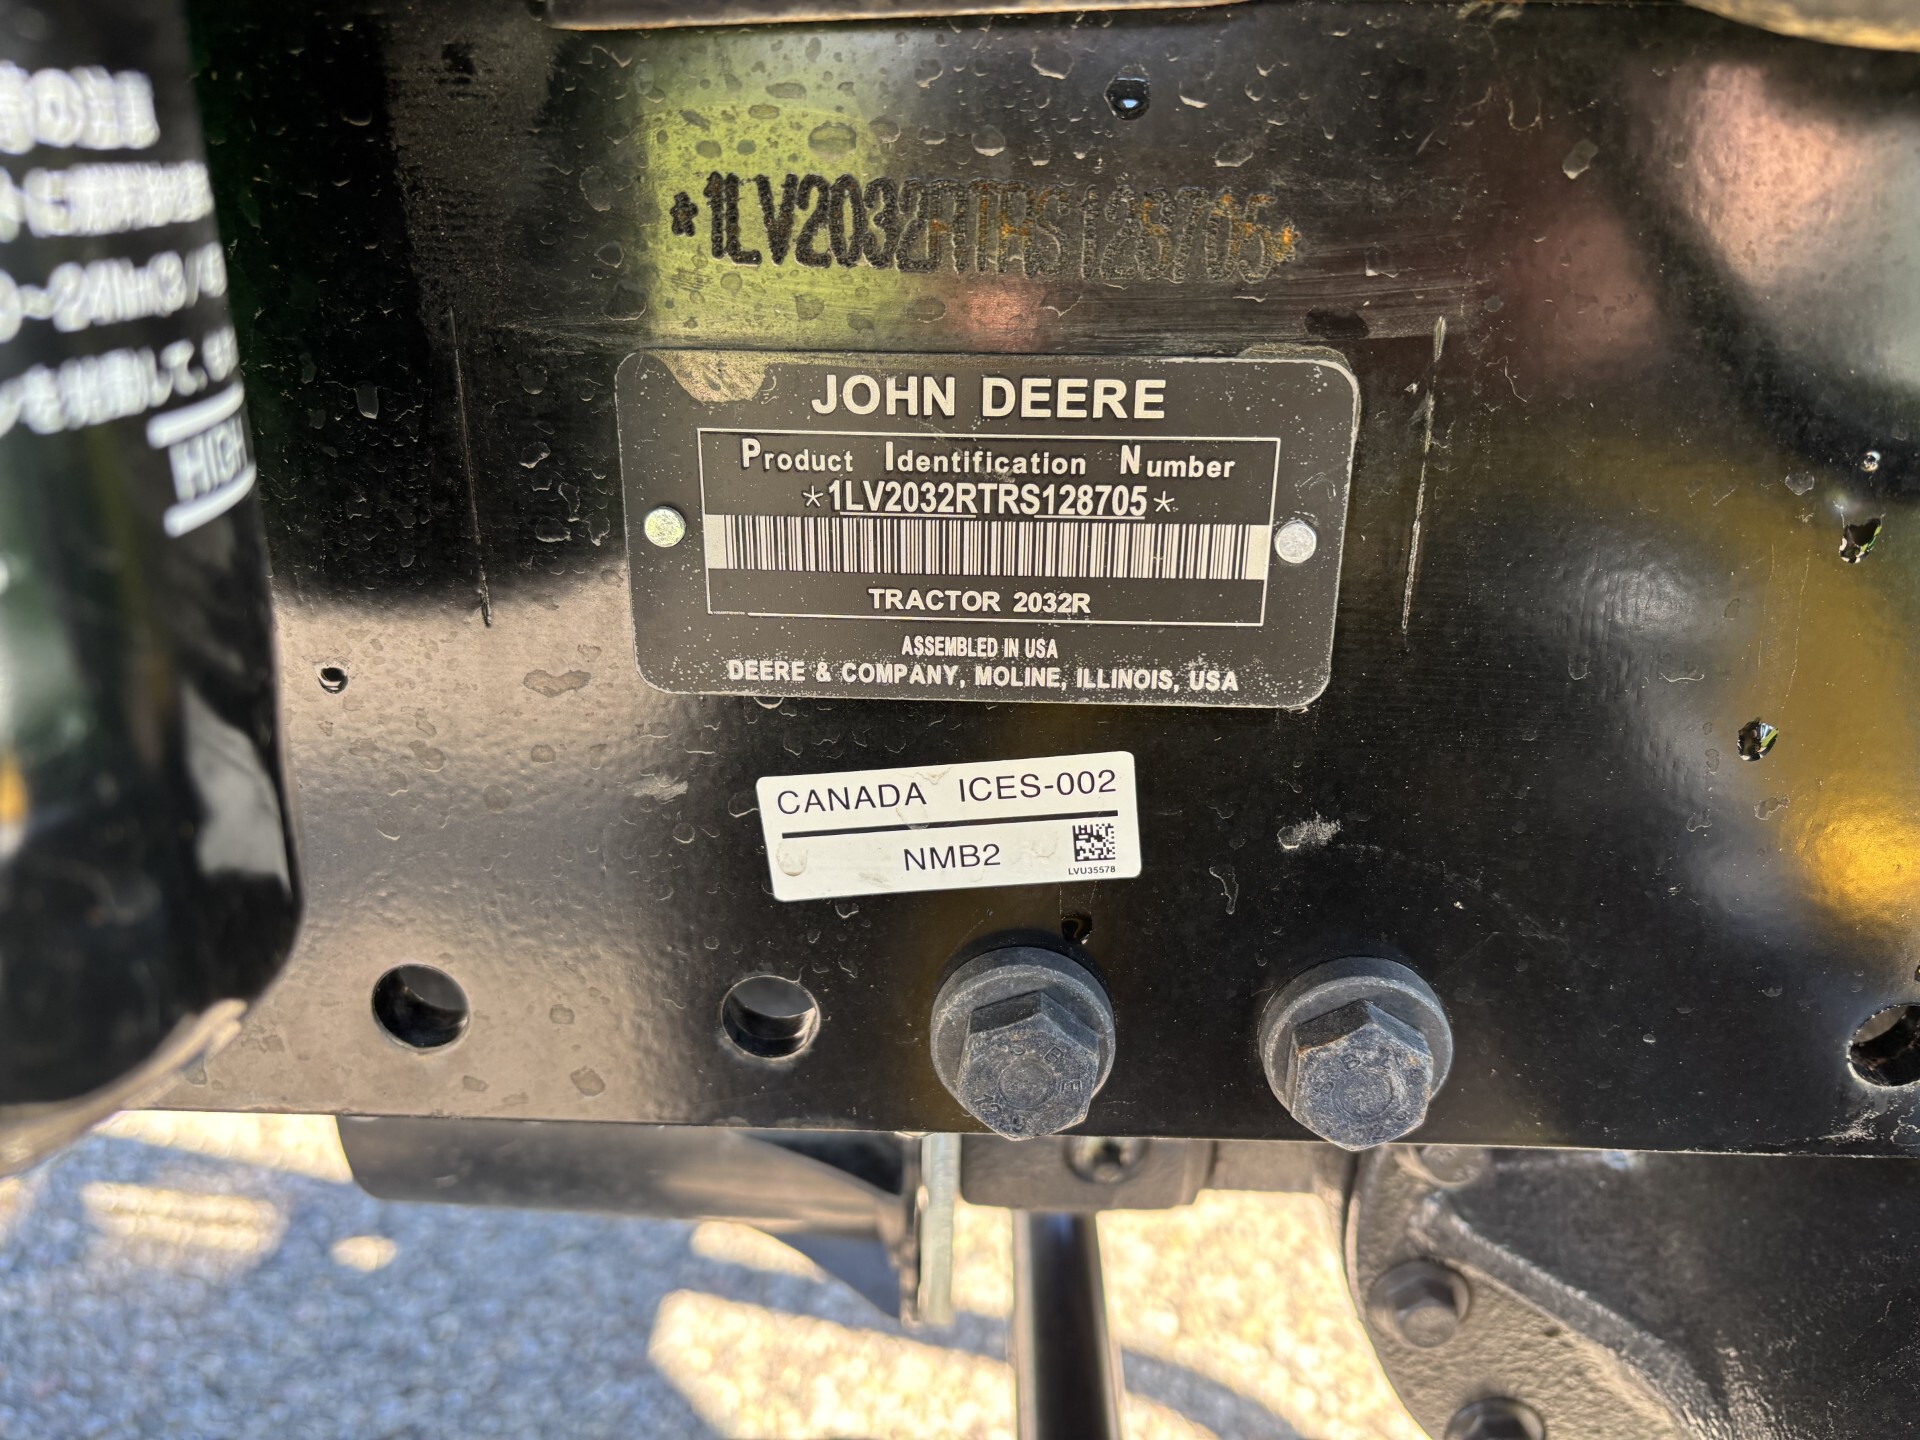 *1LV2032RTRS128705*
JOHN DEERE
Product Identification Number
*1LV2032RTRS128705*
TRACTOR 2032R
ASSEMBLED IN USA
DEERE & COMPANY, MOLINE, ILLINOIS, USA
CANADA ICES-002
NMB2
LVU35578
HIGH